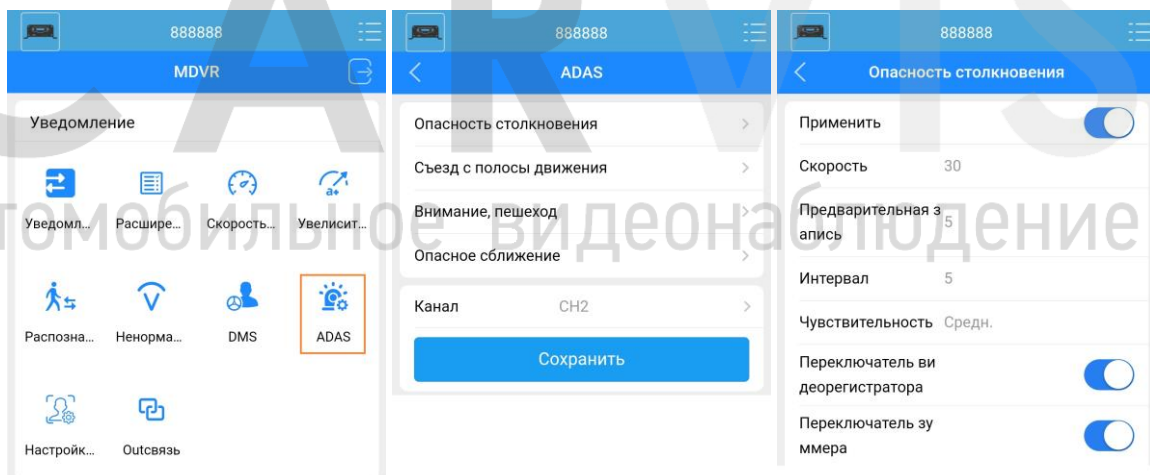 CARVIS
томобильное видеонаблюдение
888888
MDVR
Уведомление
Уведомл...
Расшире...
Скорость...
Увелисит...
a+
Распозна...
Ненорма...
DMS
ADAS
Настройк...
Outсвязь
888888
ADAS
Опасность столкновения
Съезд с полосы движения
Внимание, пешеход
Опасное сближение
Канал CH2
Сохранить
888888
Опасность столкновения
Применить
Скорость 30
Предварительная з
апись 5
Интервал 5
Чувствительность Средн.
Переключатель ви
деорегистратора
Переключатель зу
ммера